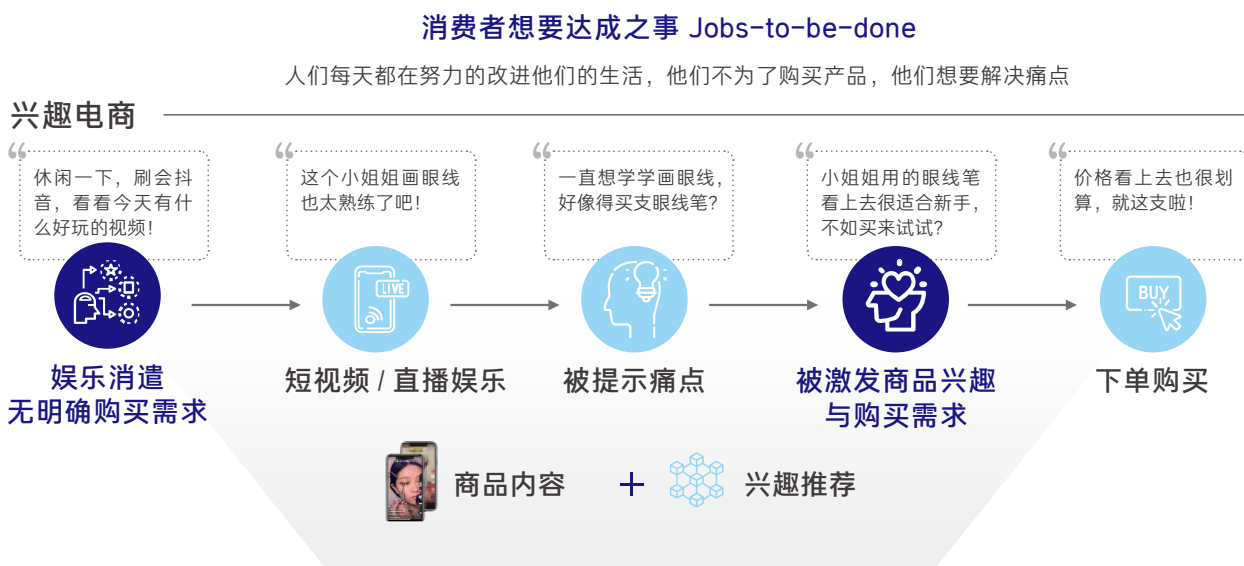 消费者想要达成之事 Jobs-to-be-done
人们每天都在努力的改进他们的生活，他们不为了购买产品，他们想要解决痛点
兴趣电商
休闲一下，刷会抖
音，看看今天有什
么好玩的视频！
这个小姐姐画眼线
也太熟练了吧！
一直想学学画眼线，
好像得买支眼线笔？
小姐姐用的眼线笔
看上去很适合新手，
不如买来试试？
价格看上去也很划
算，就这支啦！
LIVE
BUY
娱乐消遣
无明确购买需求
短视频 / 直播娱乐
被提示痛点
被激发商品兴趣
与购买需求
下单购买
商品内容
+
兴趣推荐